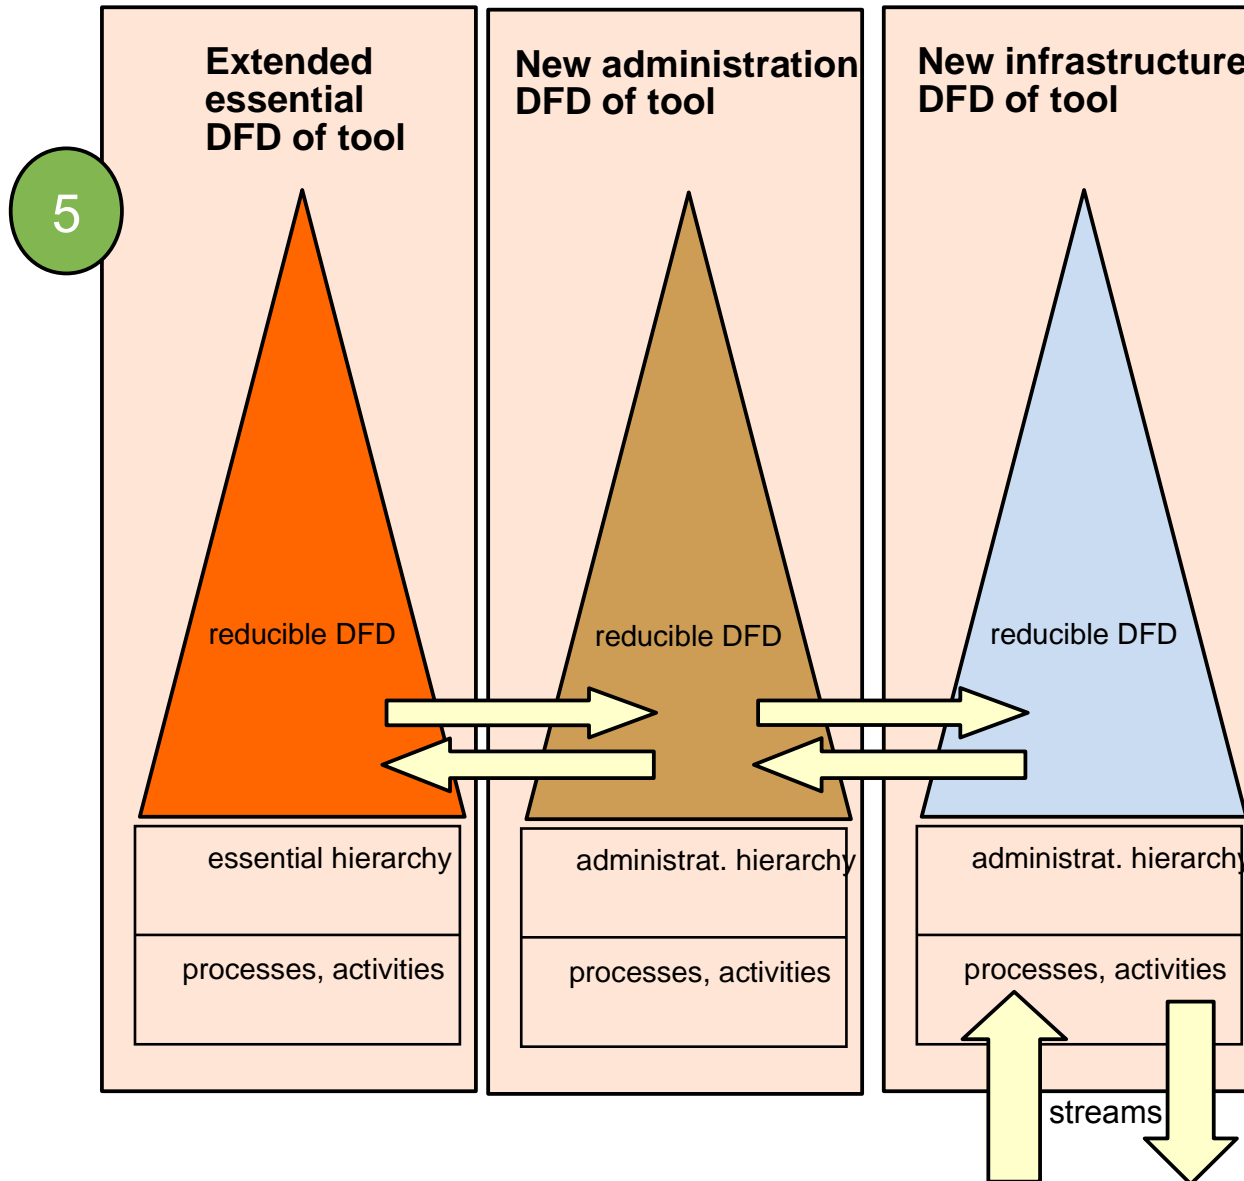 Extended
essential
DFD of tool
New administration
DFD of tool
New infrastructure
DFD of tool
5
reducible DFD
reducible DFD
reducible DFD
essential hierarchy
administrat. hierarchy
administrat. hierarchy
processes, activities
processes, activities
processes, activities
streams